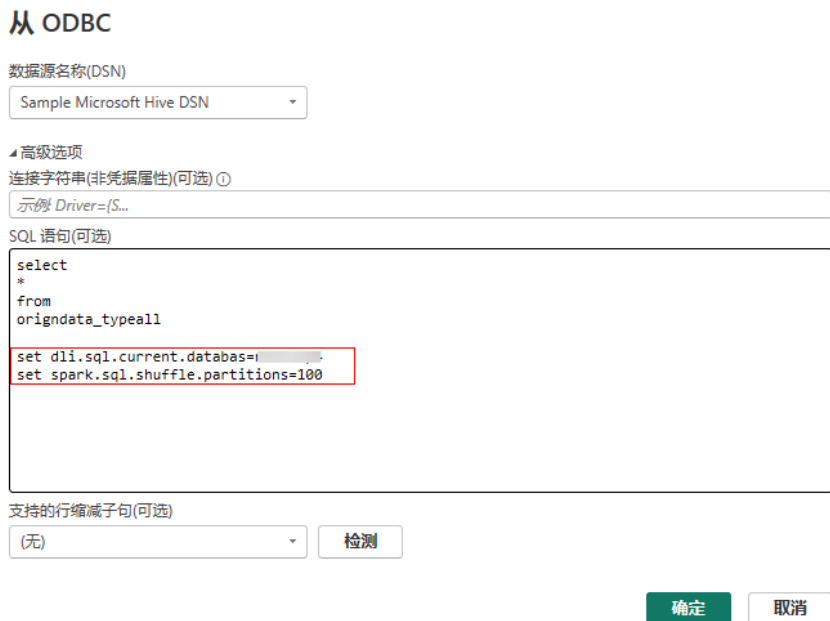 从 ODBC
数据源名称(DSN)
Sample Microsoft Hive DSN
高级选项
连接字符串(非凭据属性)(可选)
示例: Driver={S...
SQL 语句(可选)
select
*
from
origndata_typeall
set dli.sql.current.databas=
set spark.sql.shuffle.partitions=100
支持的行缩减子句(可选)
(无)
检测
确定
取消